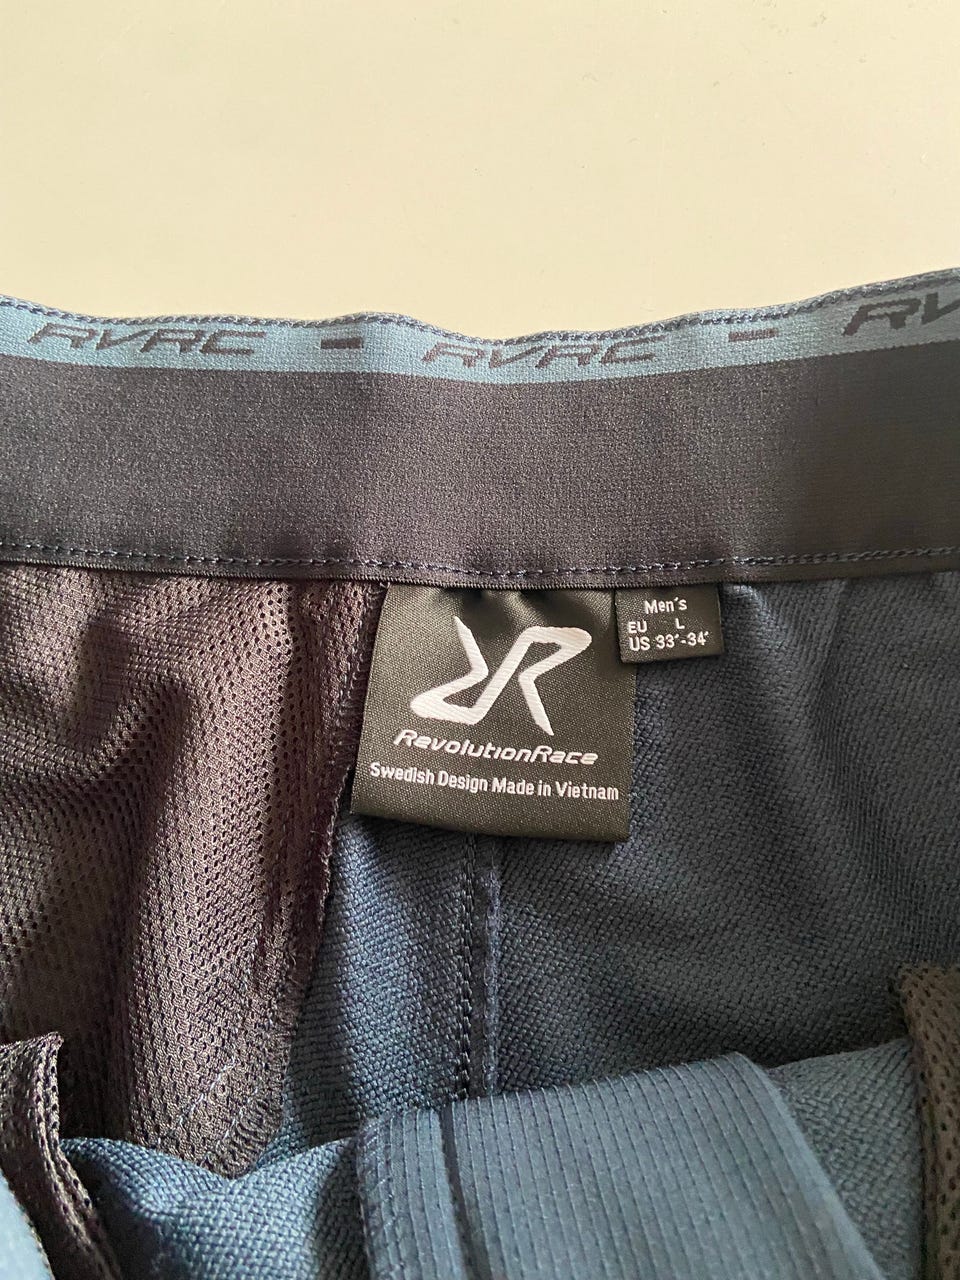 RVRC - RVRC - RV
Men's
EU L
US 33"-34"
RevolutionRace
Swedish Design Made in Vietnam